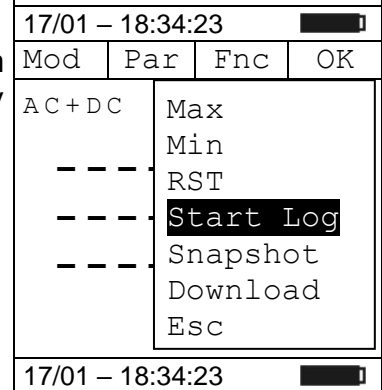 17/01 – 18:34:23
Mod Par Fnc OK
AC+DC
Max
Min
RST
Start Log
Snapshot
Download
Esc
– – –
– – –
– – –
17/01 – 18:34:23